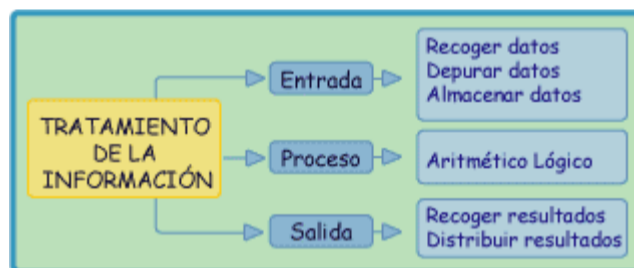 TRATAMIENTO
DE LA
INFORMACIÓN
Entrada
Recoger datos
Depurar datos
Almacenar datos
Proceso
Aritmético Lógico
Salida
Recoger resultados
Distribuir resultados